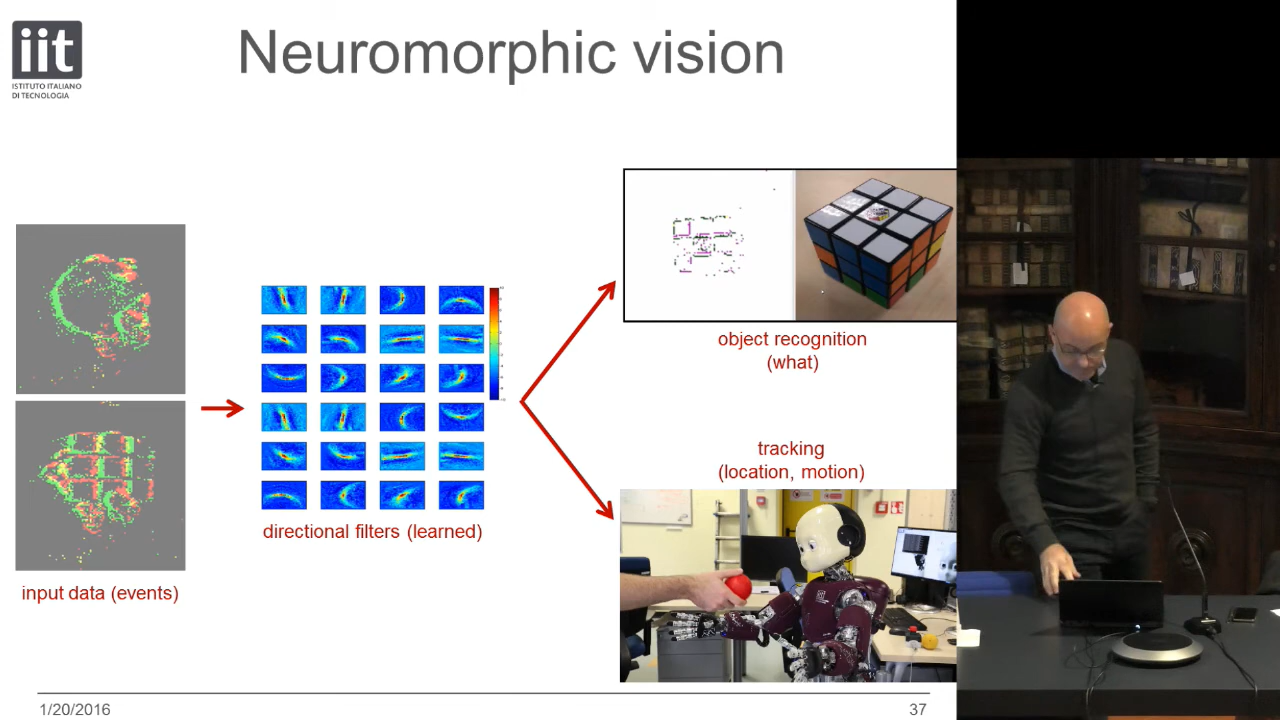 iit
ISTITUTO ITALIANO
DI TECNOLOGIA
Neuromorphic vision
input data (events)
directional filters (learned)
object recognition
(what)
tracking
(location, motion)
1/20/2016
37